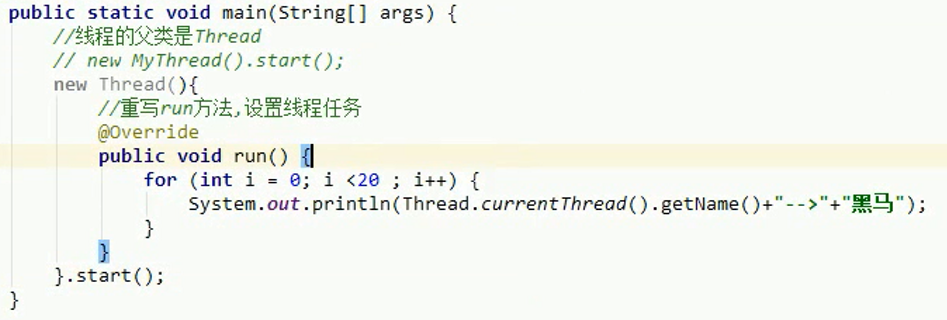 public static void main(String[] args) {
    //线程的父类是Thread
    // new MyThread().start();
    new Thread(){
        //重写run方法,设置线程任务
        @Override
        public void run() {
            for (int i = 0; i <20 ; i++) {
                System.out.println(Thread.currentThread().getName()+"-->"+"黑马");
            }
        }
    }.start();
}